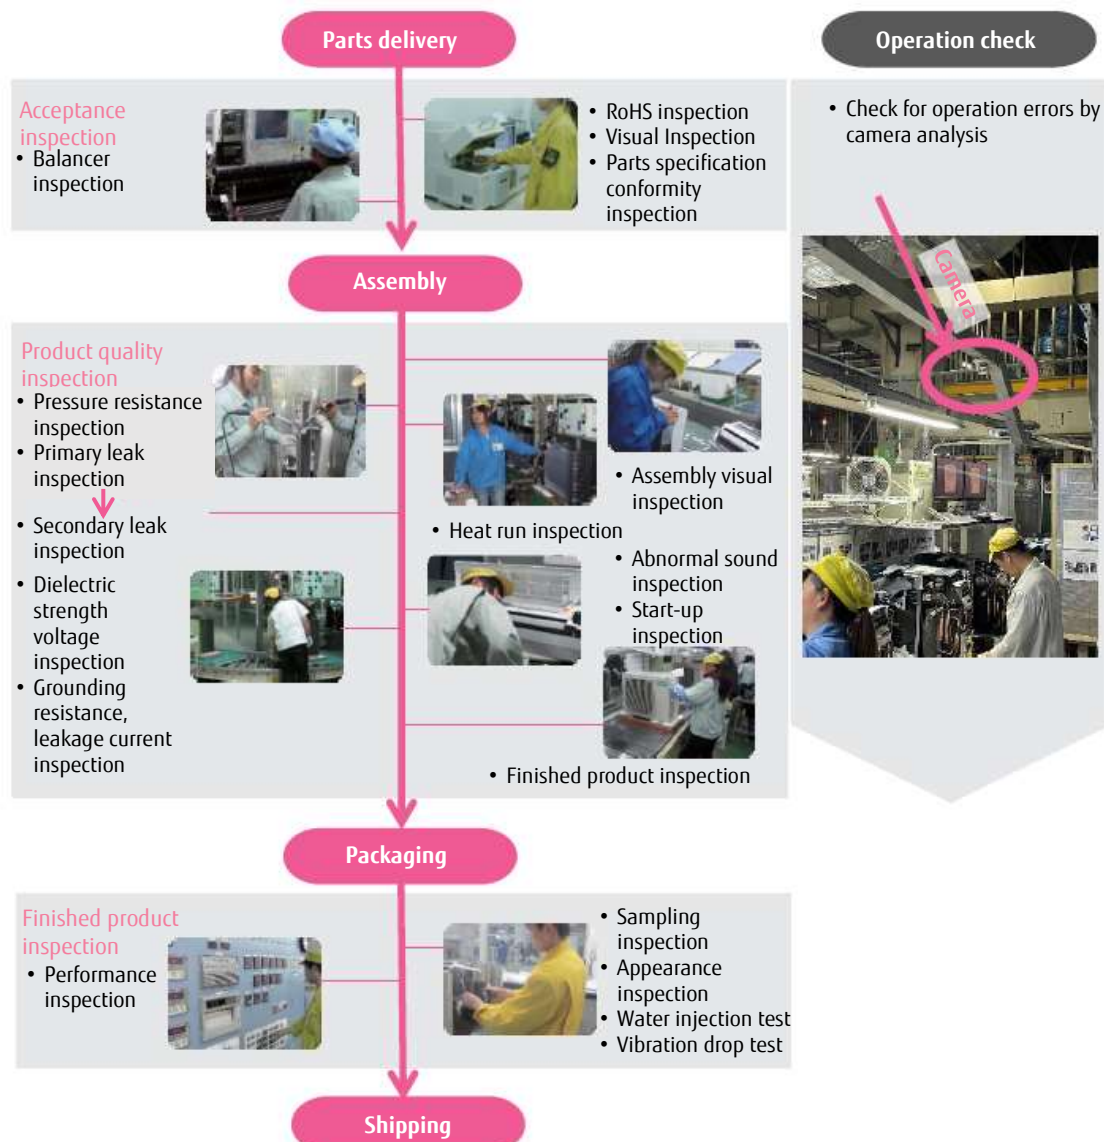 Parts delivery
Operation check
Acceptance
inspection
• Balancer
inspection
• RoHS inspection
• Visual Inspection
• Parts specification
conformity
inspection
• Check for operation errors by
camera analysis
Camera
Assembly
Product quality
inspection
• Pressure resistance
inspection
• Primary leak
inspection
• Secondary leak
inspection
• Dielectric
strength
voltage
inspection
• Grounding
resistance,
leakage current
inspection
• Assembly visual
inspection
• Heat run inspection
• Abnormal sound
inspection
• Start-up
inspection
• Finished product inspection
Packaging
Finished product
inspection
• Performance
inspection
• Sampling
inspection
• Appearance
inspection
• Water injection test
• Vibration drop test
Shipping